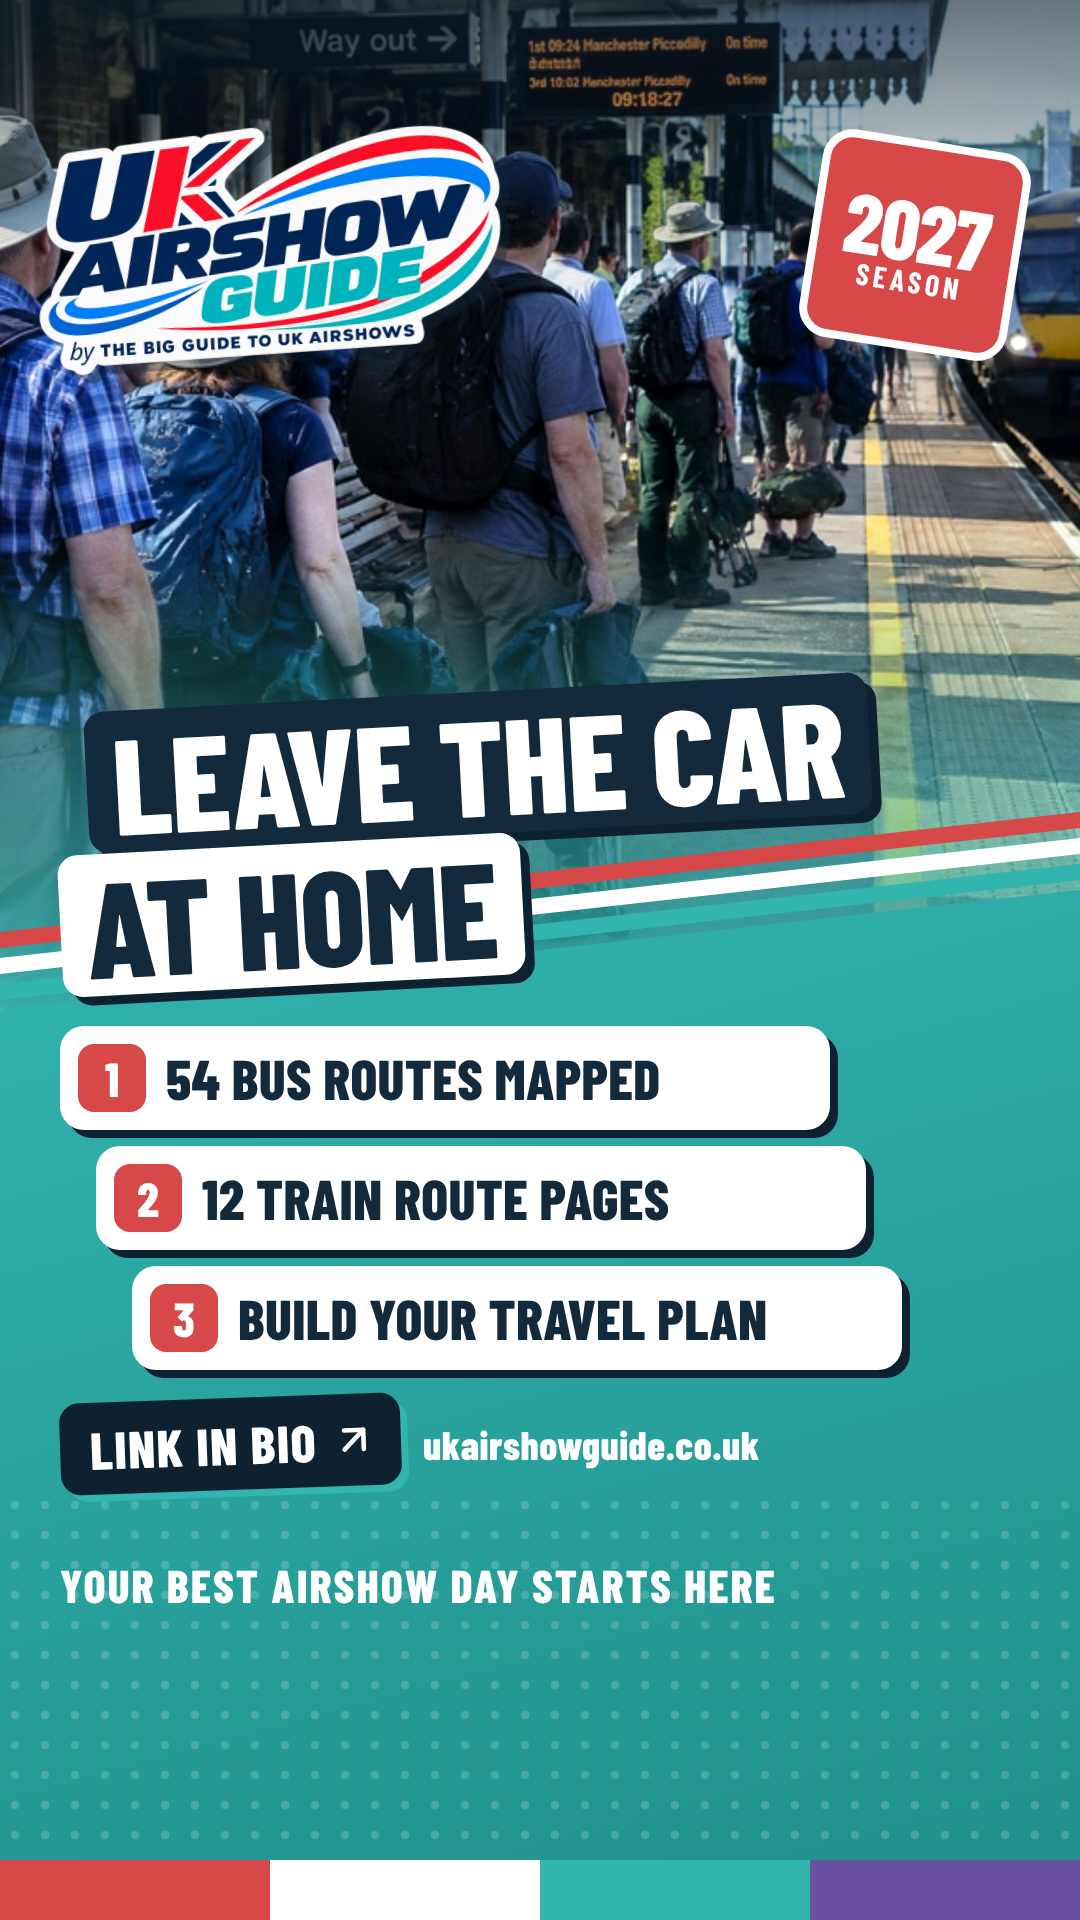 Way out →
1st 09:24 Manchester Piccadilly On time
3rd 10:02 Manchester Piccadilly On time
09:18:27
2
UK
AIRSHOW
GUIDE
by THE BIG GUIDE TO UK AIRSHOWS
2027
SEASON
LEAVE THE CAR
AT HOME
1 54 BUS ROUTES MAPPED
2 12 TRAIN ROUTE PAGES
3 BUILD YOUR TRAVEL PLAN
LINK IN BIO ↗
ukairshowguide.co.uk
YOUR BEST AIRSHOW DAY STARTS HERE